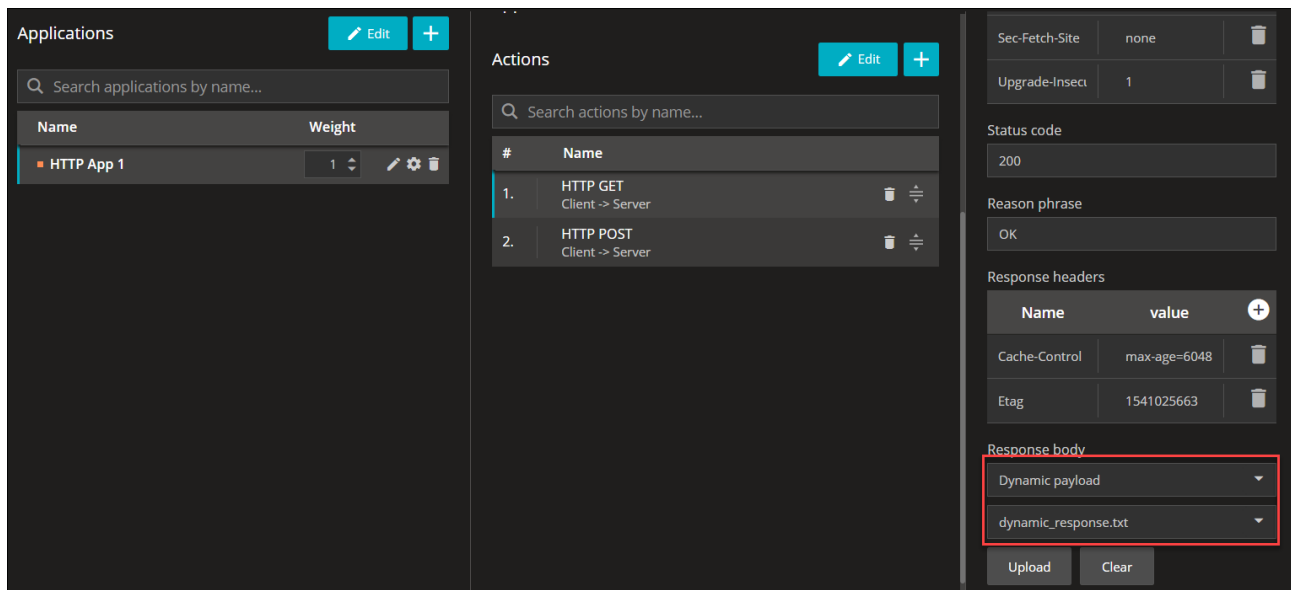 Applications
Edit
Search applications by name...
Name Weight
HTTP App 1 1
Actions
Edit
Search actions by name...
# Name
1. HTTP GET
Client -> Server
2. HTTP POST
Client -> Server
Sec-Fetch-Site none
Upgrade-Insecu 1
Status code
200
Reason phrase
OK
Response headers
Name value
Cache-Control max-age=6048
Etag 1541025663
Response body
Dynamic payload
dynamic_response.txt
Upload Clear